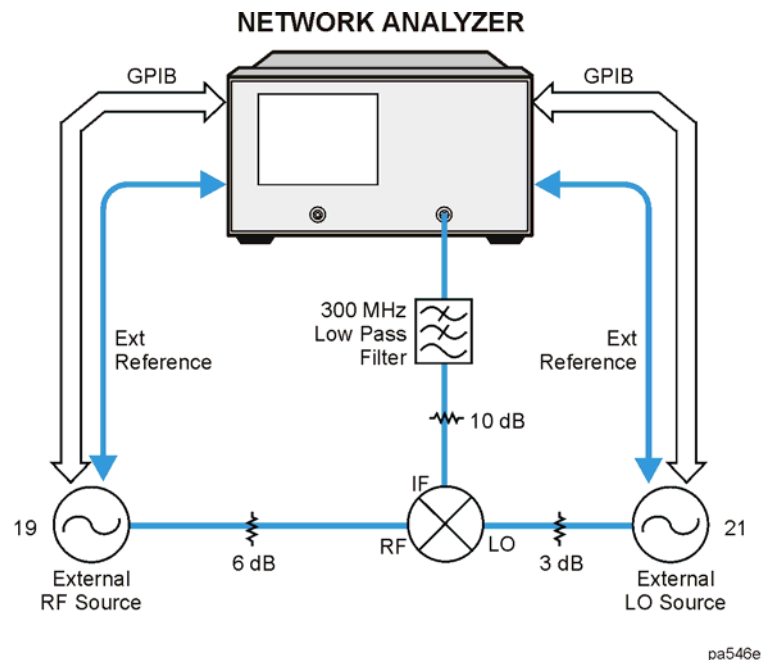 NETWORK ANALYZER
GPIB
GPIB
300 MHz
Low Pass
Filter
Ext
Reference
Ext
Reference
10 dB
IF
19
RF
LO
21
6 dB
3 dB
External
RF Source
External
LO Source
pa546e